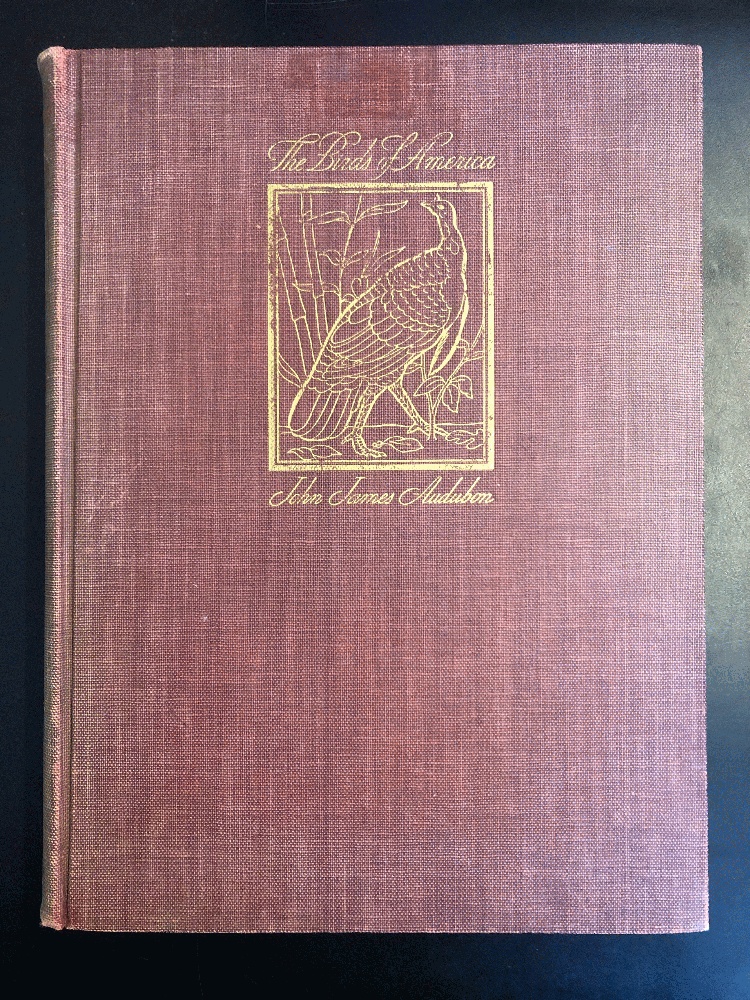 The Birds of America
John James Audubon